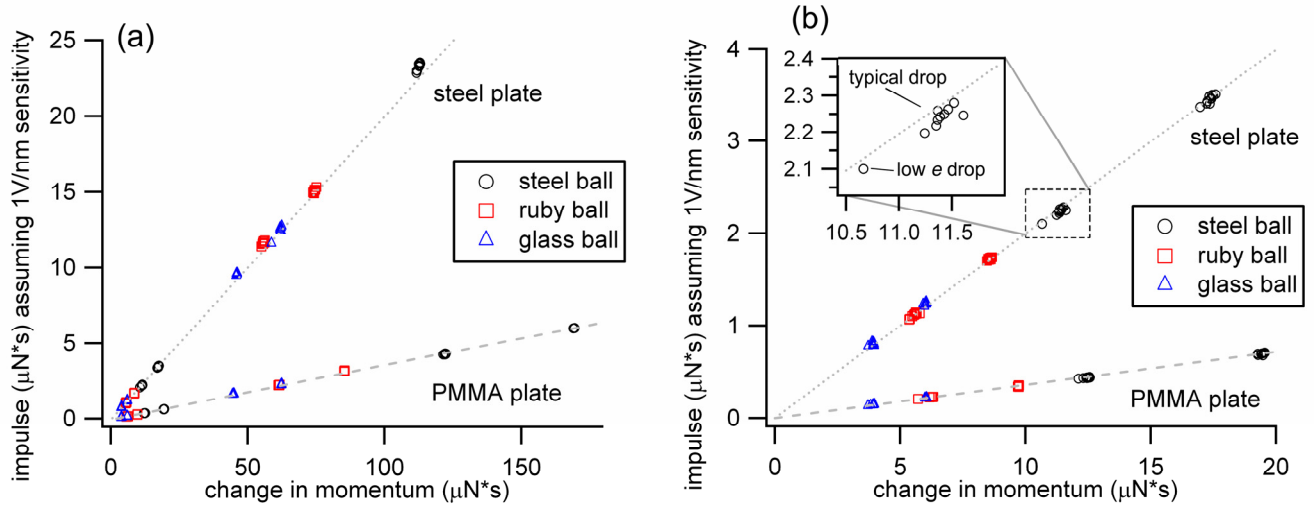 (a)
impulse (μN*s) assuming 1V/nm sensitivity
25
20
15
10
5
0
steel plate
steel ball
ruby ball
glass ball
PMMA plate
0 50 100 150
change in momentum (μN*s)
(b)
impulse (μN*s) assuming 1V/nm sensitivity
4
3
2
1
0
2.4
2.3
2.2
2.1
typical drop
low e drop
10.5 11.0 11.5
steel plate
steel ball
ruby ball
glass ball
PMMA plate
0 5 10 15 20
change in momentum (μN*s)